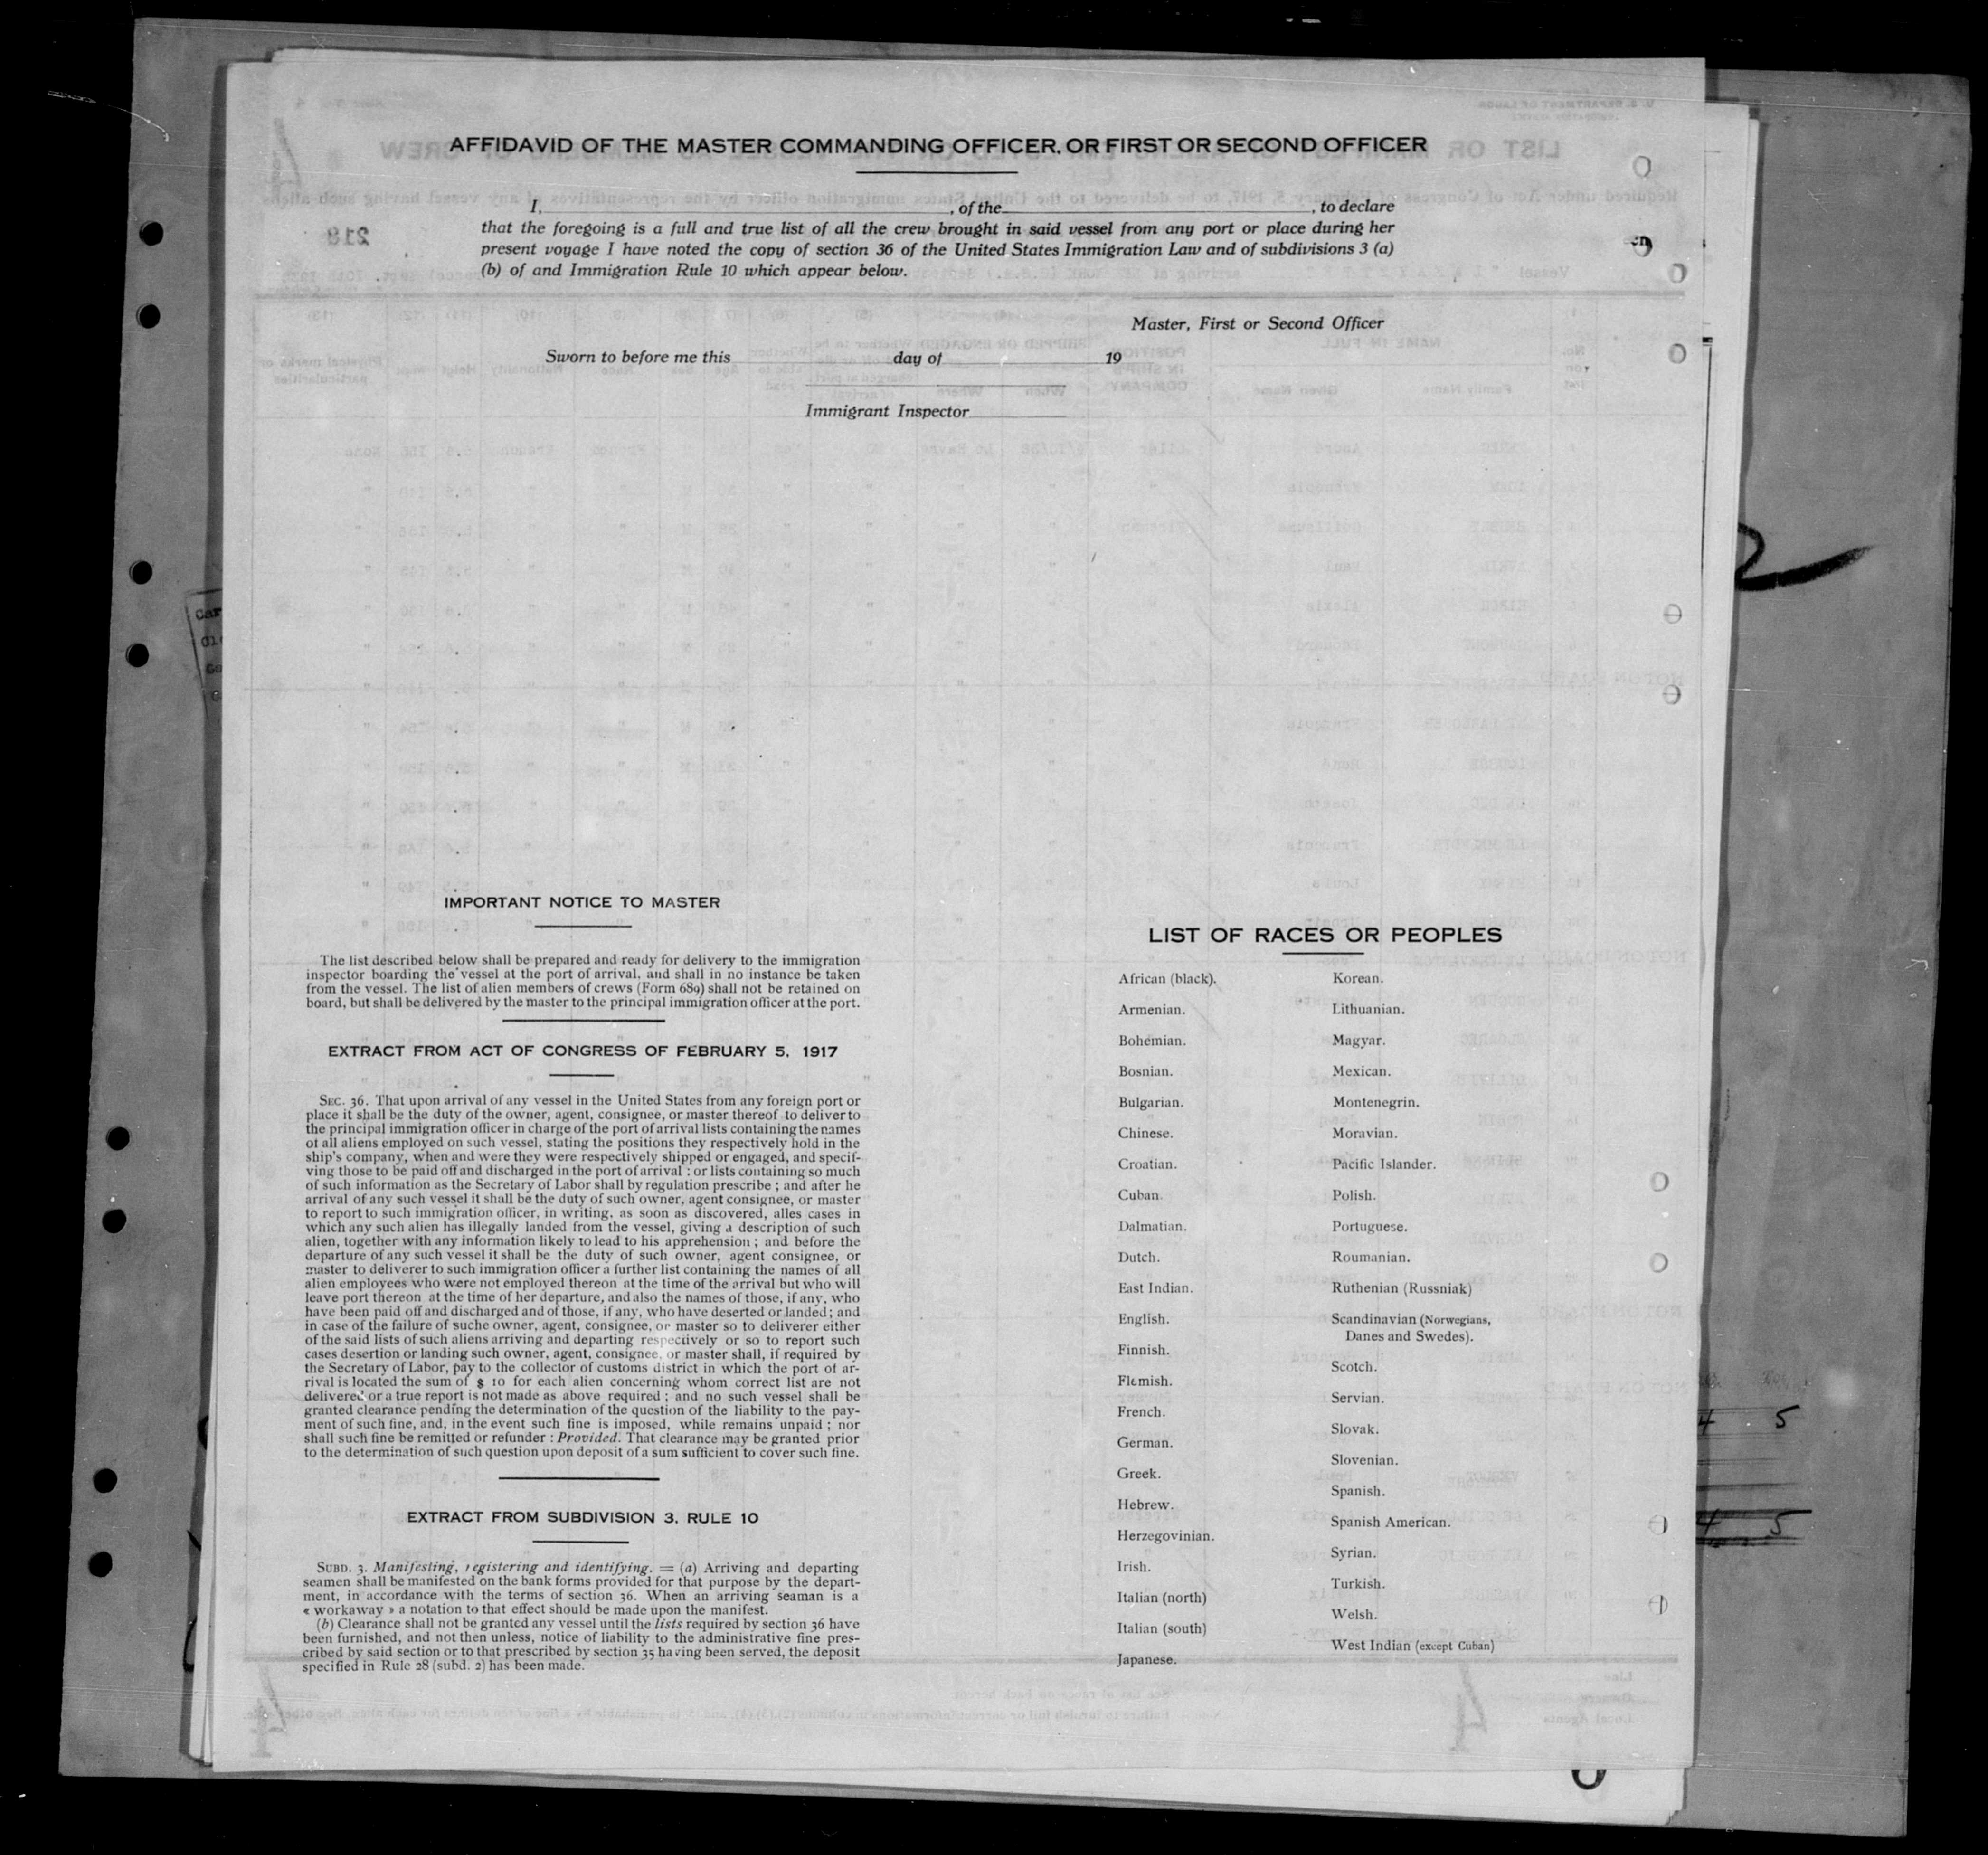 AFFIDAVID OF THE MASTER COMMANDING OFFICER, OR FIRST OR SECOND OFFICER
I, , of the , to declare
that the foregoing is a full and true list of all the crew brought in said vessel from any port or place during her
present voyage I have noted the copy of section 36 of the United States Immigration Law and of subdivisions 3 (a)
(b) of and Immigration Rule 10 which appear below.
Master, First or Second Officer
Sworn to before me this day of 19
Immigrant Inspector
IMPORTANT NOTICE TO MASTER
The list described below shall be prepared and ready for delivery to the immigration
inspector boarding the vessel at the port of arrival, and shall in no instance be taken
from the vessel. The list of alien members of crews (Form 689) shall not be retained on
board, but shall be delivered by the master to the principal immigration officer at the port.
EXTRACT FROM ACT OF CONGRESS OF FEBRUARY 5, 1917
SEC. 36. That upon arrival of any vessel in the United States from any foreign port or
place it shall be the duty of the owner, agent, consignee, or master thereof to deliver to
the principal immigration officer in charge of the port of arrival lists containing the names
of all aliens employed on such vessel, stating the positions they respectively hold in the
ship's company, when and were they were respectively shipped or engaged, and specif-
ving those to be paid off and discharged in the port of arrival : or lists containing so much
of such information as the Secretary of Labor shall by regulation prescribe ; and after he
arrival of any such vessel it shall be the duty of such owner, agent consignee, or master
to report to such immigration officer, in writing, as soon as discovered, alles cases in
which any such alien has illegally landed from the vessel, giving a description of such
alien, together with any information likely to lead to his apprehension ; and before the
departure of any such vessel it shall be the duty of such owner, agent consignee, or
master to deliverer to such immigration officer a further list containing the names of all
alien employees who were not employed thereon at the time of the arrival but who will
leave port thereon at the time of her departure, and also the names of those, if any, who
have been paid off and discharged and of those, if any, who have deserted or landed ; and
in case of the failure of suche owner, agent, consignee, or master so to deliverer either
of the said lists of such aliens arriving and departing respectively or so to report such
cases desertion or landing such owner, agent, consignee, or master shall, if required by
the Secretary of Labor, pay to the collector of customs district in which the port of ar-
rival is located the sum of $ 10 for each alien concerning whom correct list are not
delivered or a true report is not made as above required ; and no such vessel shall be
granted clearance pending the determination of the question of the liability to the pay-
ment of such fine, and, in the event such fine is imposed, while remains unpaid ; nor
shall such fine be remitted or refunder : Provided. That clearance may be granted prior
to the determination of such question upon deposit of a sum sufficient to cover such fine.
EXTRACT FROM SUBDIVISION 3, RULE 10
SUBD. 3. Manifesting, registering and identifying. = (a) Arriving and departing
seamen shall be manifested on the bank forms provided for that purpose by the depart-
ment, in accordance with the terms of section 36. When an arriving seaman is a
« workaway » a notation to that effect should be made upon the manifest.
(b) Clearance shall not be granted any vessel until the lists required by section 36 have
been furnished, and not then unless, notice of liability to the administrative fine pres-
cribed by said section or to that prescribed by section 35 having been served, the deposit
specified in Rule 28 (subd. 2) has been made.
LIST OF RACES OR PEOPLES
African (black).
Armenian.
Bohemian.
Bosnian.
Bulgarian.
Chinese.
Croatian.
Cuban
Dalmatian.
Dutch.
East Indian.
English.
Finnish.
Flemish.
French.
German.
Greek.
Hebrew.
Herzegovinian.
Irish.
Italian (north)
Italian (south)
Japanese.
Korean.
Lithuanian.
Magyar.
Mexican.
Montenegrin.
Moravian.
Pacific Islander.
Polish.
Portuguese.
Roumanian.
Ruthenian (Russniak)
Scandinavian (Norwegians,
Danes and Swedes).
Scotch.
Servian.
Slovak.
Slovenian.
Spanish.
Spanish American.
Syrian.
Turkish.
Welsh.
West Indian (except Cuban)
2
4 5
4 5